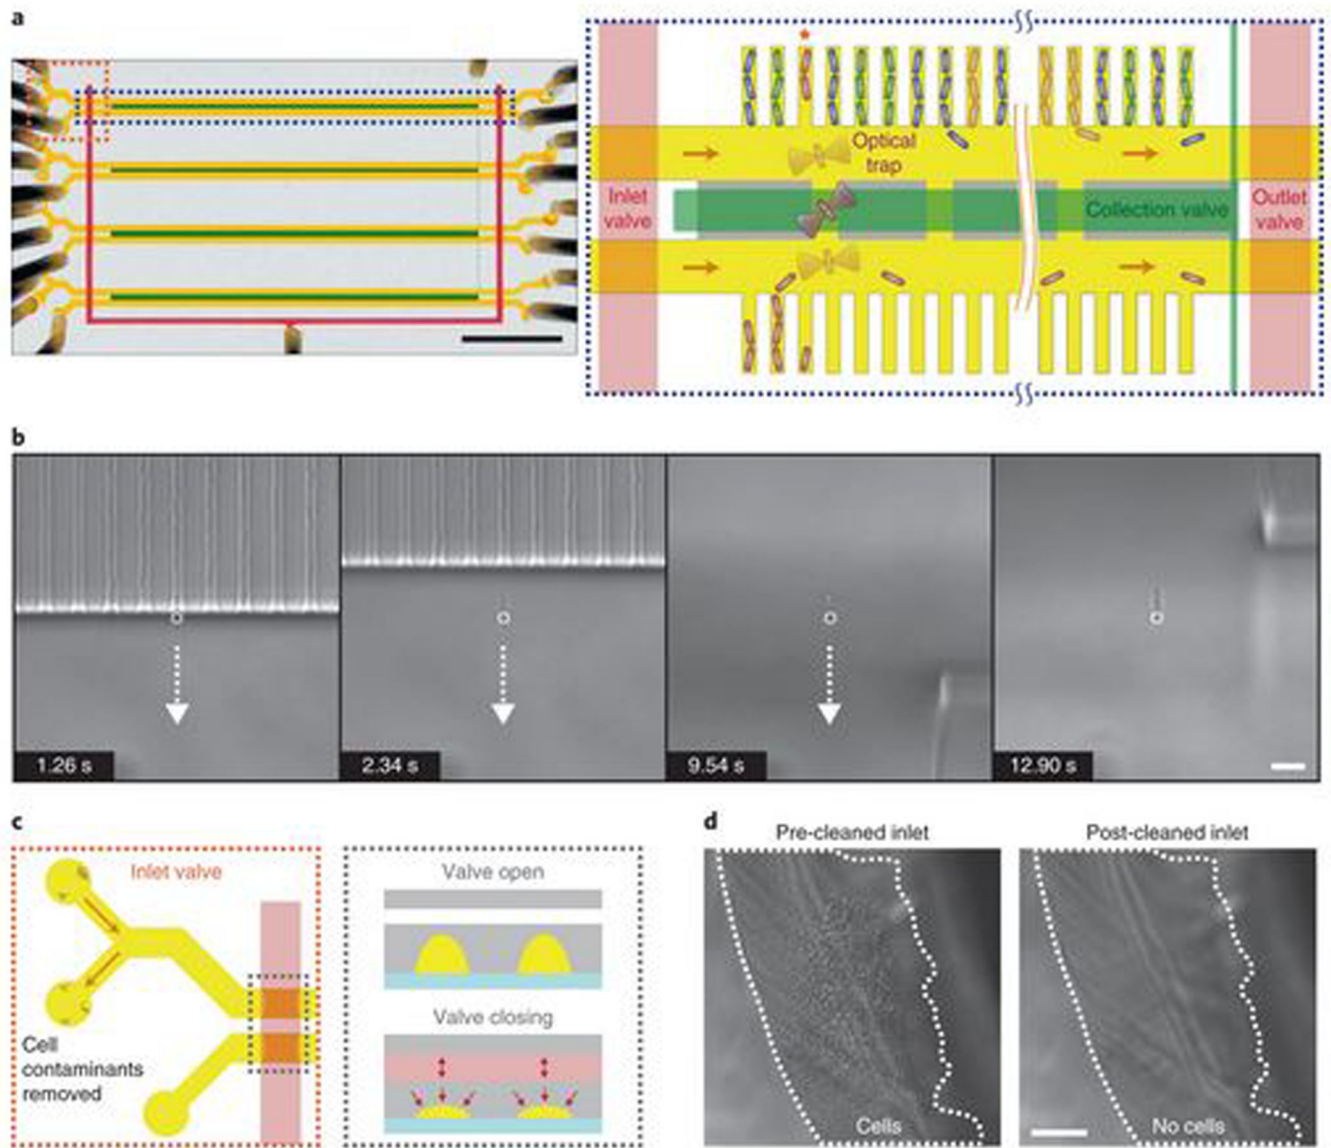 a
Optical
trap
Inlet
valve
Collection valve
Outlet
valve
b
1.26 s
2.34 s
9.54 s
12.90 s
c
Inlet valve
Cell
contaminants
removed
Valve open
Valve closing
d
Pre-cleaned inlet
Post-cleaned inlet
Cells
No cells